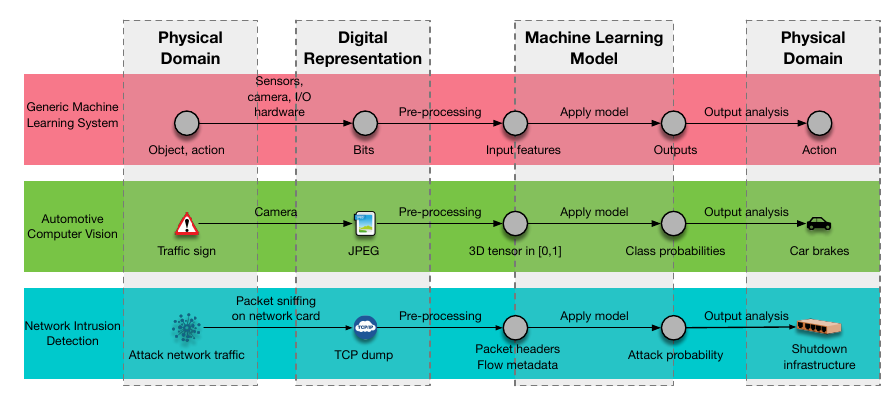 Physical
Domain
Digital
Representation
Machine Learning
Model
Physical
Domain
Generic Machine
Learning System
Sensors,
camera, I/O
hardware
Pre-processing
Apply model
Output analysis
Object, action
Bits
Input features
Outputs
Action
Automotive
Computer Vision
Camera
Pre-processing
Apply model
Output analysis
Traffic sign
JPEG
3D tensor in [0,1]
Class probabilities
Car brakes
Network Intrusion
Detection
Packet sniffing
on network card
Pre-processing
Apply model
Output analysis
TCP/IP
Attack network traffic
TCP dump
Packet headers
Flow metadata
Attack probability
Shutdown
infrastructure